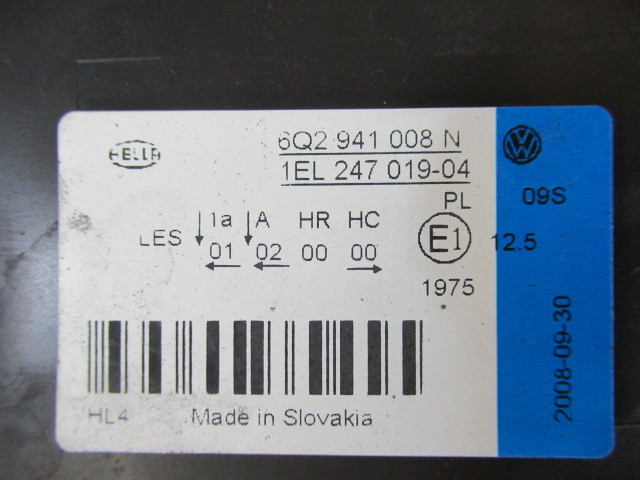 HELLA
6Q2 941 008 N
1EL 247 019-04
PL
LES 1a A HR HC
01 02 00 00
E1
1975
HL4
Made in Slovakia
VW
09S
12.5
2008-09-30